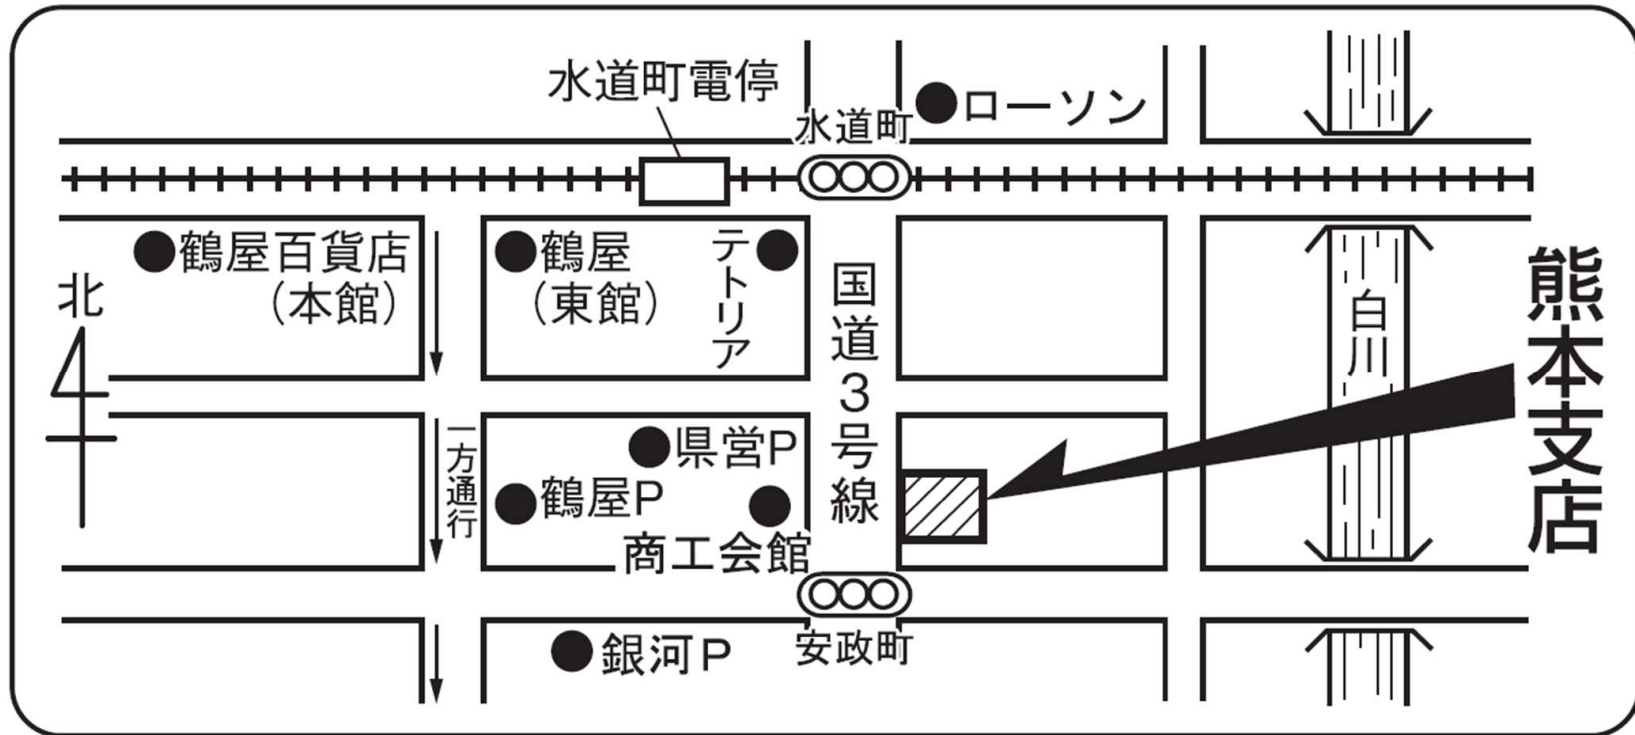 水道町電停
ローソン
水道町
鶴屋百貨店
（本館）
鶴屋
（東館）
テトリア
国道3号線
白川
熊本支店
北
一方通行
県営P
鶴屋P
商工会館
銀河P
安政町